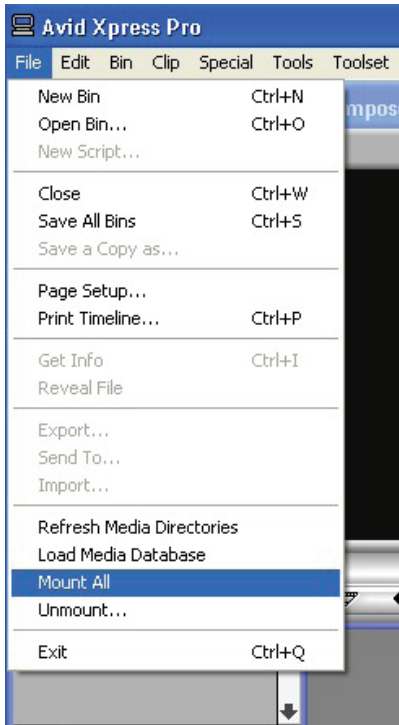 Avid Xpress Pro
File Edit Bin Clip Special Tools Toolset
New Bin Ctrl+N
Open Bin... Ctrl+O
New Script...
Close Ctrl+W
Save All Bins Ctrl+S
Save a Copy as...
Page Setup...
Print Timeline... Ctrl+P
Get Info Ctrl+I
Reveal File
Export...
Send To...
Import...
Refresh Media Directories
Load Media Database
Mount All
Unmount...
Exit Ctrl+Q